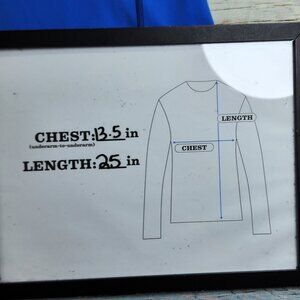 CHEST: 13.5 in
(underarm-to-underarm)
LENGTH: 25 in
LENGTH
CHEST